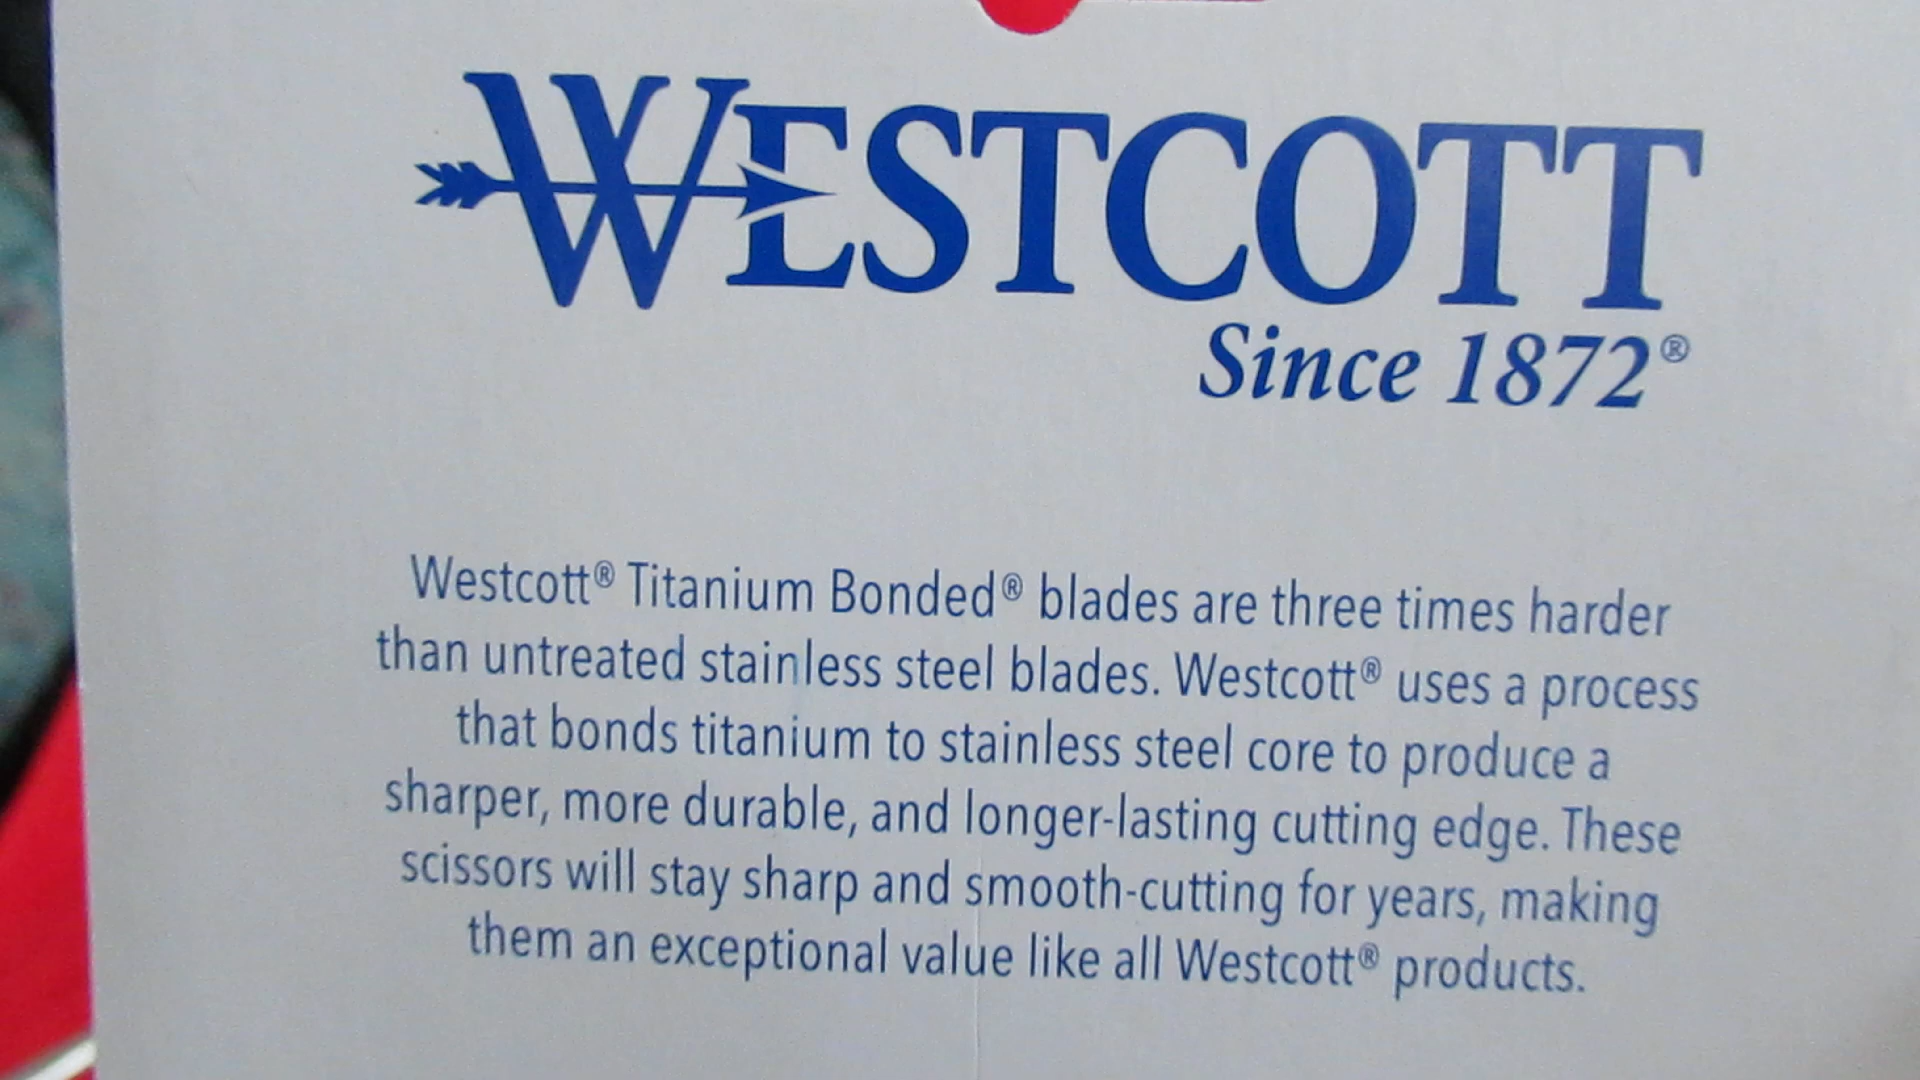 WESTCOTT
Since 1872®
Westcott® Titanium Bonded® blades are three times harder
than untreated stainless steel blades. Westcott® uses a process
that bonds titanium to stainless steel core to produce a
sharper, more durable, and longer-lasting cutting edge. These
scissors will stay sharp and smooth-cutting for years, making
them an exceptional value like all Westcott® products.